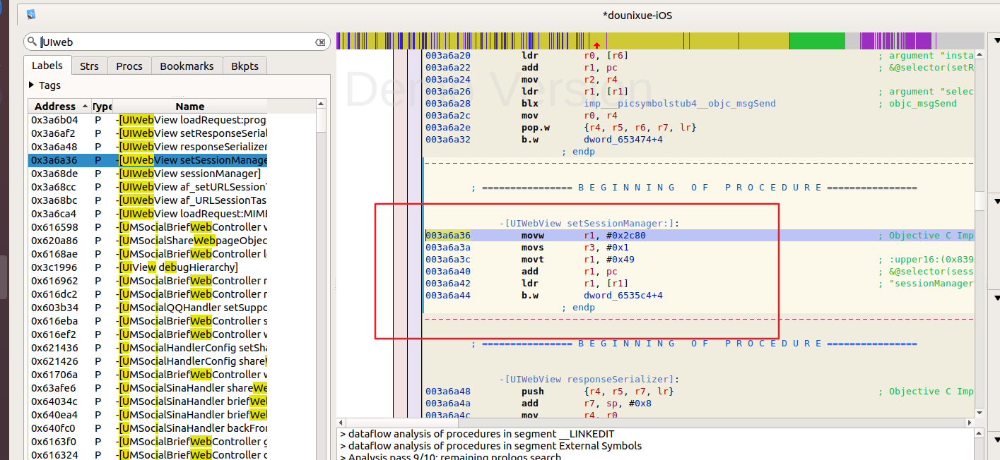 *dounixue-iOS
UIweb
Labels Strs Procs Bookmarks Bkpts
Tags
Address Type Name
0x3a6b04 P -[UIWebView loadRequest:prog
0x3a6af2 P -[UIWebView setResponseSerial
0x3a6a48 P -[UIWebView responseSerializer
0x3a6a36 P -[UIWebView setSessionManage
0x3a68de P -[UIWebView sessionManager]
0x3a68cc P -[UIWebView af_setURLSession
0x3a68bc P -[UIWebView af_URLSessionTas
0x3a6ca4 P -[UIWebView loadRequest:MIME
0x616598 P -[UMSocialBriefWebController v
0x620a86 P -[UMSocialShareWebpageObjec
0x6168ae P -[UMSocialBriefWebController l
0x3c1996 P -[UIView debugHierarchy]
0x616962 P -[UMSocialBriefWebController r
0x616dc2 P -[UMSocialBriefWebController r
0x603b34 P -[UMSocialQQHandler setSuppo
0x616eba P -[UMSocialBriefWebController s
0x616ef2 P -[UMSocialBriefWebController v
0x621436 P -[UMSocialHandlerConfig setSha
0x621426 P -[UMSocialHandlerConfig share
0x61706a P -[UMSocialBriefWebController v
0x63afe6 P -[UMSocialSinaHandler shareWe
0x64034c P -[UMSocialSinaHandler briefWe
0x640ea4 P -[UMSocialSinaHandler briefWe
0x640fc0 P -[UMSocialSinaHandler backFror
0x6163f0 P -[UMSocialBriefWebController g
0x616324 P -[UMSocialBriefWebController c
Demo Version
003a6a20 ldr r0, [r6] ; argument "insta
003a6a22 add r1, pc ; &@selector(setR
003a6a24 mov r2, r4
003a6a26 ldr r1, [r1] ; argument "selec
003a6a28 blx imp___picsymbolstub4__objc_msgSend ; objc_msgSend
003a6a2c mov r0, r4
003a6a2e pop.w {r4, r5, r6, r7, lr}
003a6a32 b.w dword_653474+4
; endp
; ================ B E G I N N I N G O F P R O C E D U R E ================
-[UIWebView setSessionManager:]:
003a6a36 movw r1, #0x2c80 ; Objective C Imp
003a6a3a movs r3, #0x1
003a6a3c movt r1, #0x49 ; :upper16:(0x839
003a6a40 add r1, pc ; &@selector(sess
003a6a42 ldr r1, [r1] ; "sessionManager
003a6a44 b.w dword_6535c4+4
; endp
; ================ B E G I N N I N G O F P R O C E D U R E ================
-[UIWebView responseSerializer]:
003a6a48 push {r4, r5, r7, lr} ; Objective C Imp
003a6a4a add r7, sp, #0x8
003a6a4c mov r4, r0
> dataflow analysis of procedures in segment __LINKEDIT
> dataflow analysis of procedures in segment External Symbols
> Analysis pass 9/10: remaining prologs search